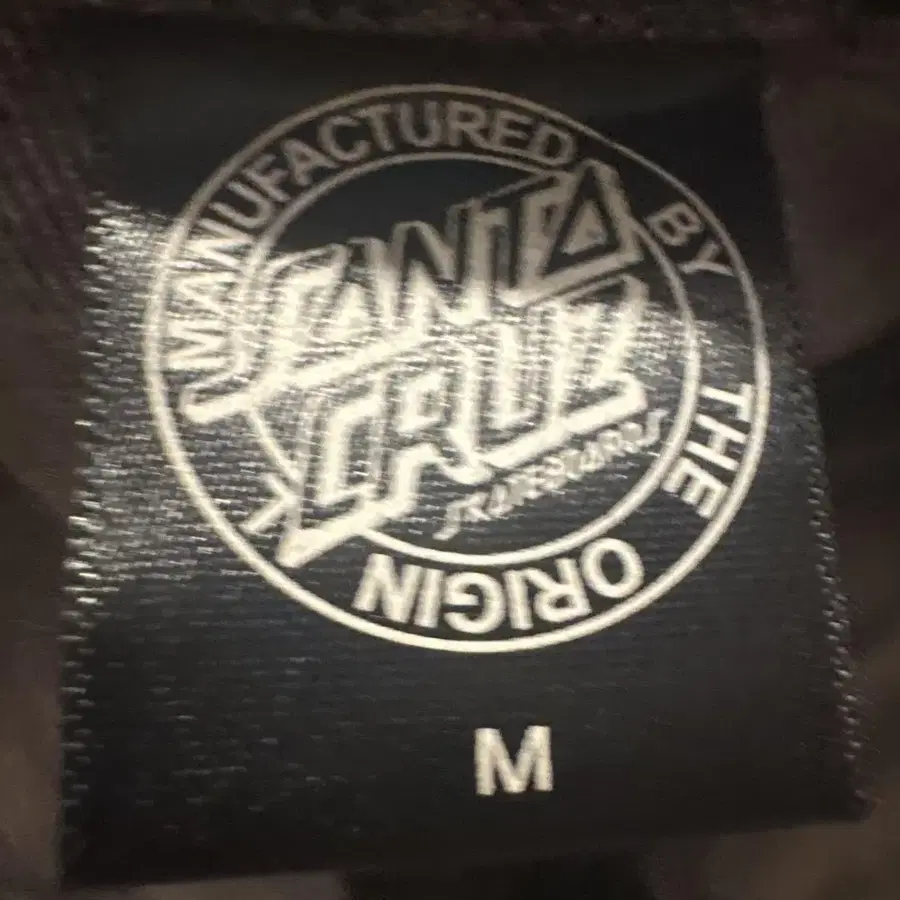 MANUFACTURED BY THE ORIGIN
SANTA
CRUZ
SKATEBOARDS
M